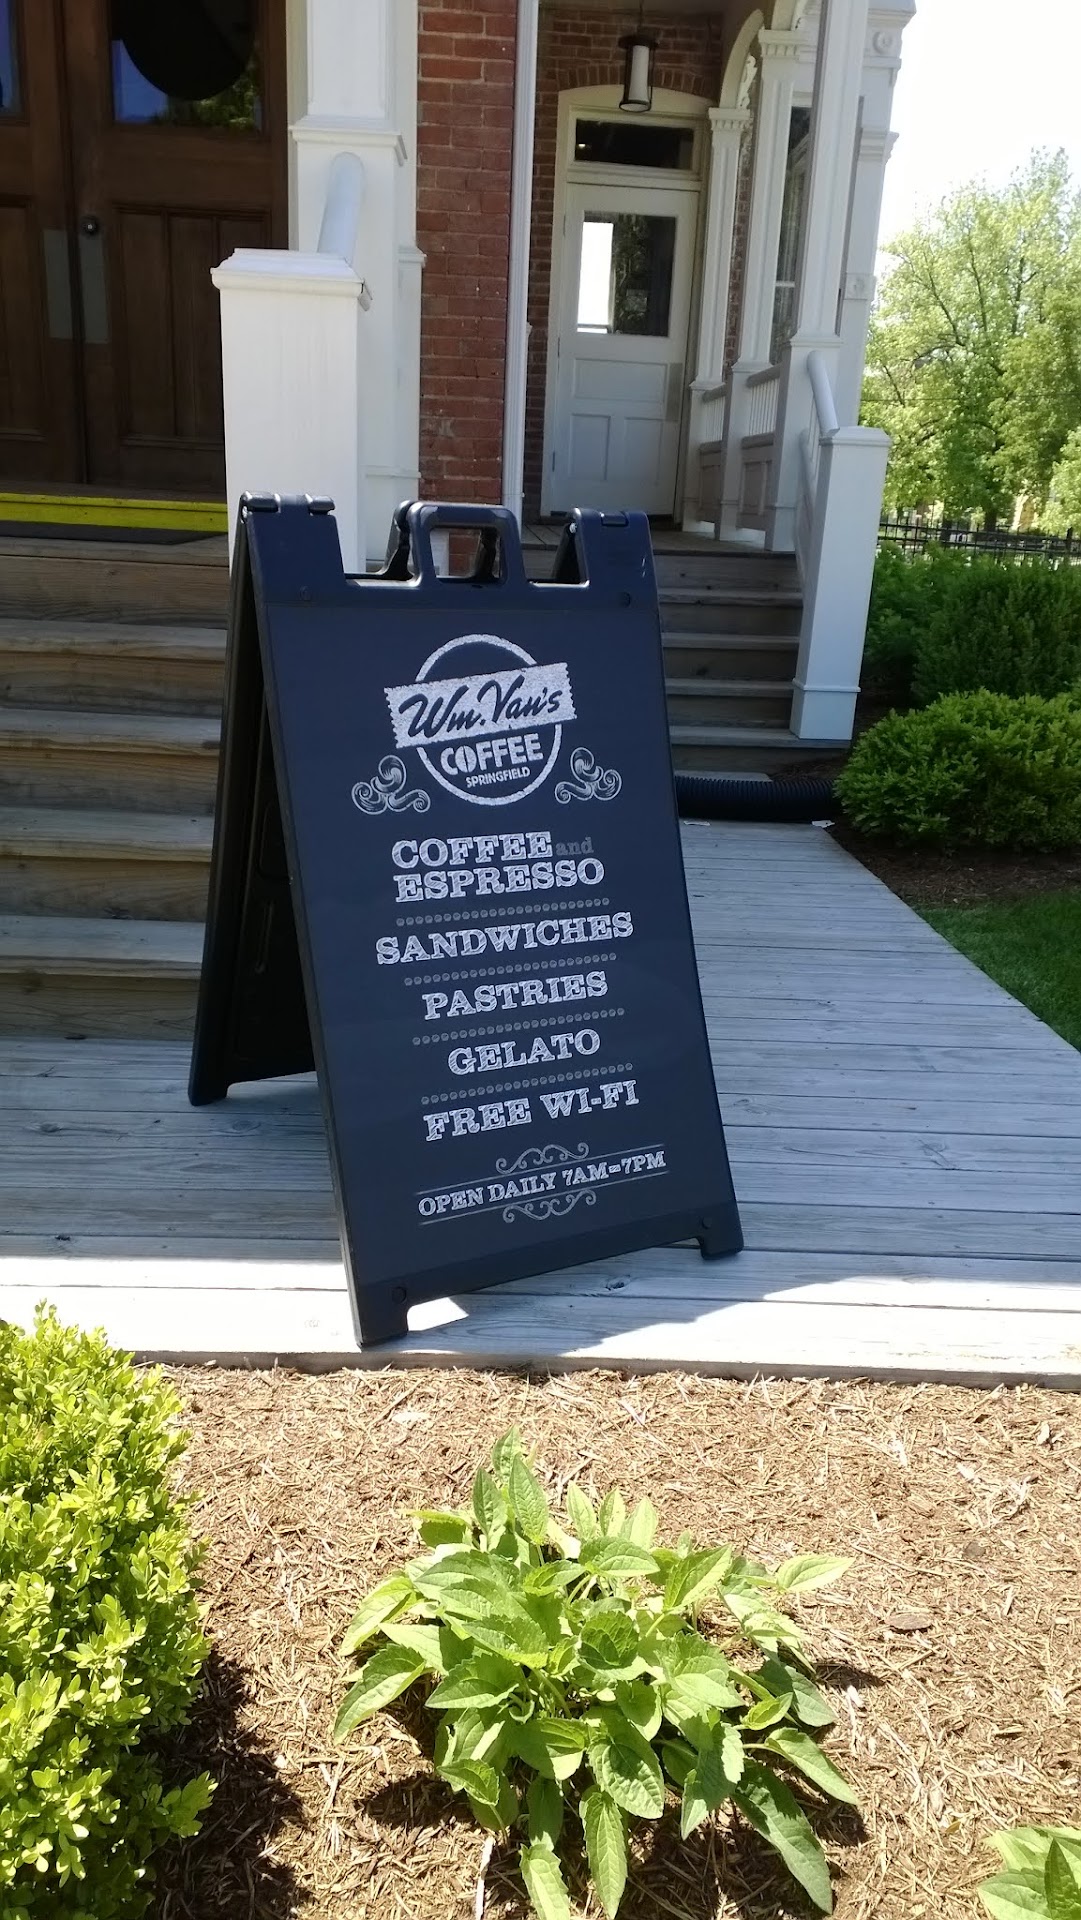 Wm. Van's
COFFEE
SPRINGFIELD
COFFEE and
ESPRESSO
SANDWICHES
PASTRIES
GELATO
FREE WI-FI
OPEN DAILY 7AM-7PM